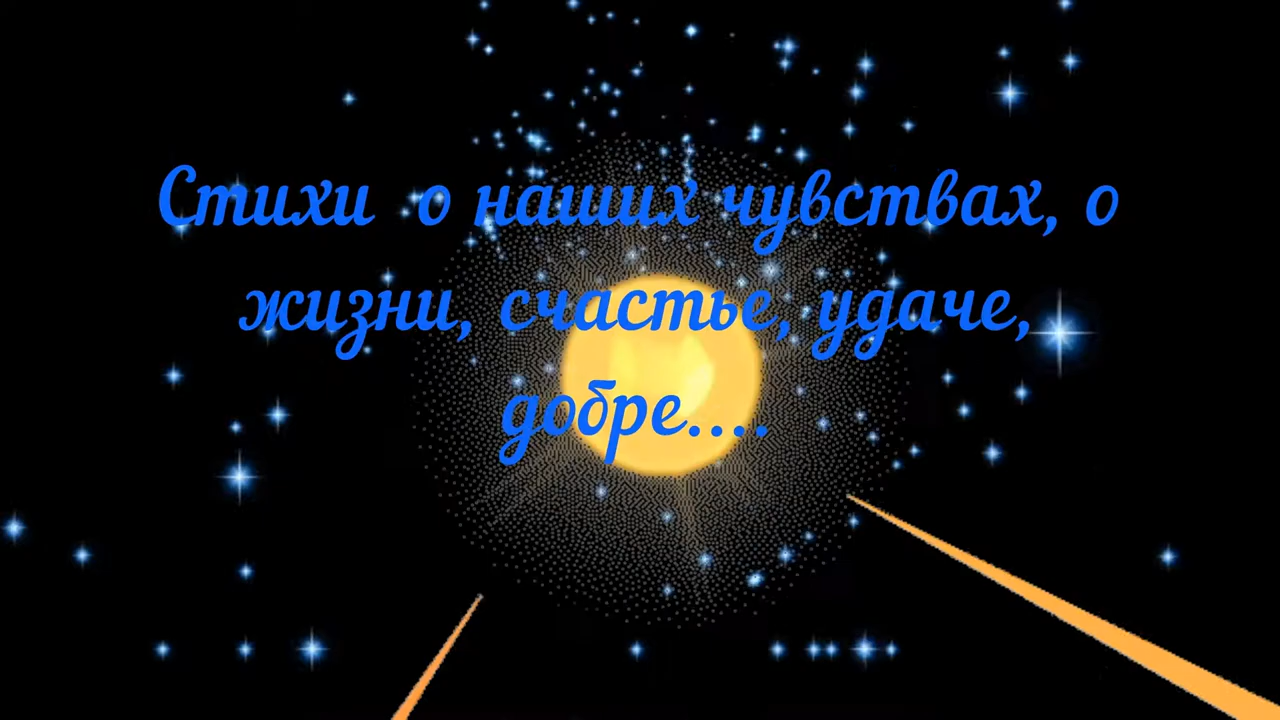 Стихи о наших чувствах, о
жизни, счастье, удаче,
добре....